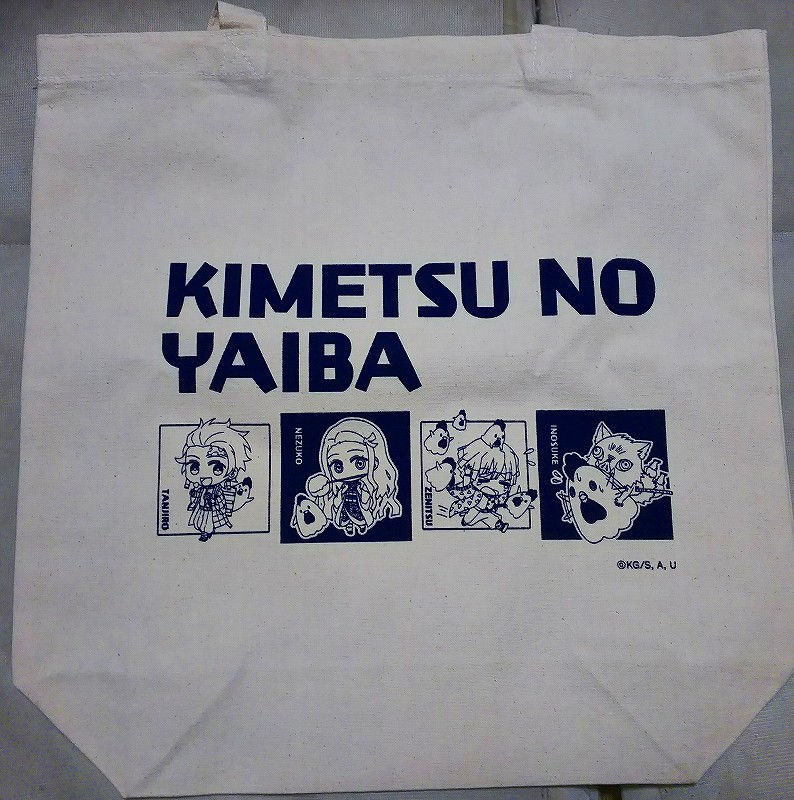 KIMETSU NO
YAIBA
TANJIRO
NEZUKO
ZENITSU
INOSUKE
©KG/S, A, U